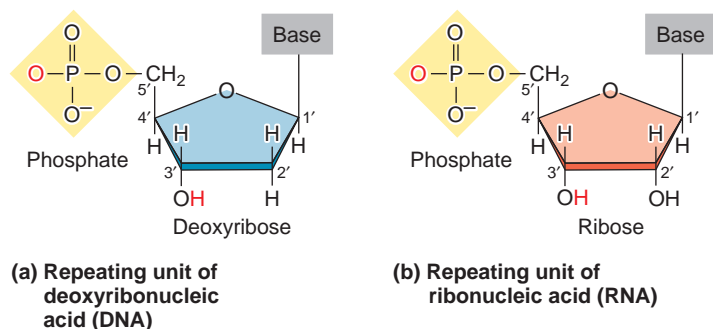 O
O P O CH2
O–
5′
Phosphate
Base
O
4′ 1′
H H H H
3′ 2′
OH H
Deoxyribose
(a) Repeating unit of
deoxyribonucleic
acid (DNA)
O
O P O CH2
O–
5′
Phosphate
Base
O
4′ 1′
H H H H
3′ 2′
OH OH
Ribose
(b) Repeating unit of
ribonucleic acid (RNA)